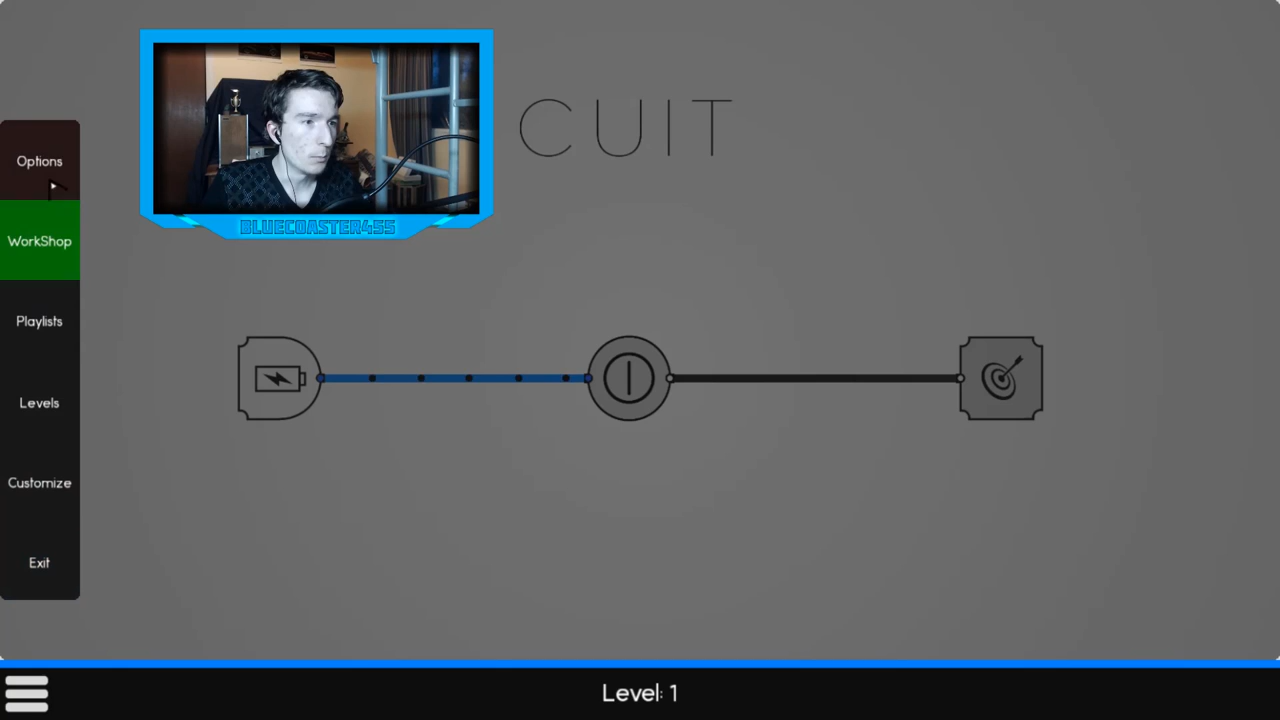 CUIT
Options
BLUECOASTER455
WorkShop
Playlists
Levels
Customize
Exit
Level: 1